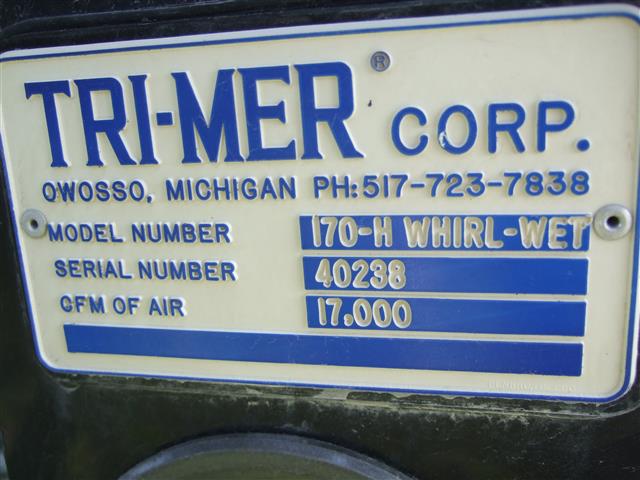 TRI-MER® CORP.
OWOSSO, MICHIGAN PH: 517-723-7838
MODEL NUMBER 170-H WHIRL-WET
SERIAL NUMBER 40238
CFM OF AIR 17,000